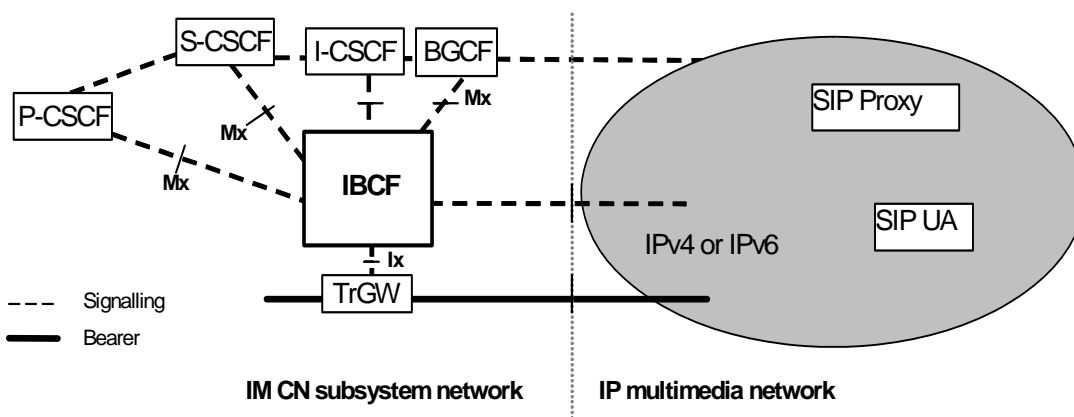 S-CSCF
I-CSCF
BGCF
P-CSCF
SIP Proxy
Mx
Mx
Mx
IBCF
SIP UA
IPv4 or IPv6
Ix
TrGW
Signalling
Bearer
IM CN subsystem network
IP multimedia network